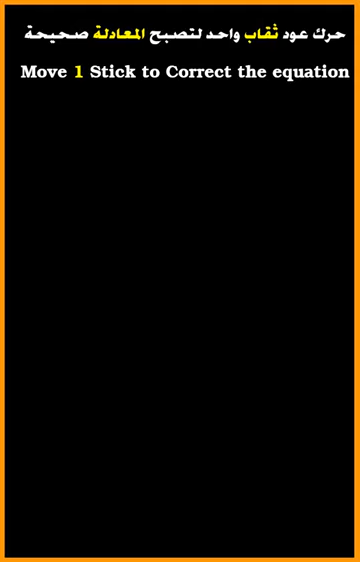 حرك عود ثقاب واحد لتصبح المعادلة صحيحة
Move 1 Stick to Correct the equation